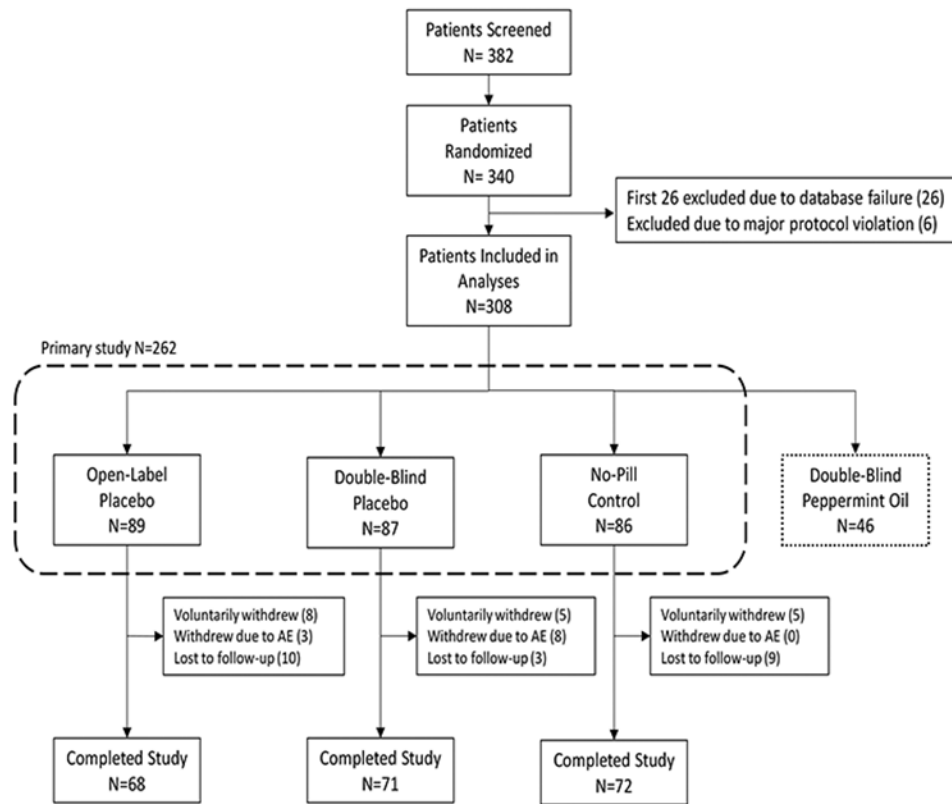 Patients Screened
N= 382
Patients
Randomized
N= 340
First 26 excluded due to database failure (26)
Excluded due to major protocol violation (6)
Patients Included in
Analyses
N=308
Primary study N=262
Open-Label
Placebo
N=89
Double-Blind
Placebo
N=87
No-Pill
Control
N=86
Double-Blind
Peppermint Oil
N=46
Voluntarily withdrew (8)
Withdrew due to AE (3)
Lost to follow-up (10)
Voluntarily withdrew (5)
Withdrew due to AE (8)
Lost to follow-up (3)
Voluntarily withdrew (5)
Withdrew due to AE (0)
Lost to follow-up (9)
Completed Study
N=68
Completed Study
N=71
Completed Study
N=72